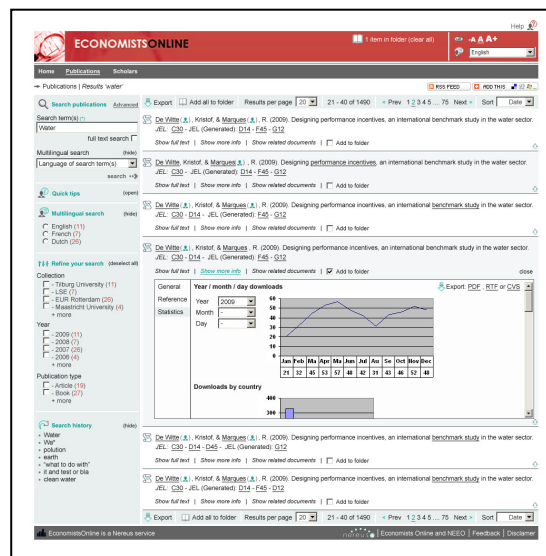 Help
ECONOMISTSONLINE
1 item in folder (clear all)
-A A A+
English
Home Publications Scholars
Publications | Results 'water'
RSS FEED ADD THIS
Search publications Advanced
Search term(s) (*)
Water
full text search
Multilingual search (hide)
Language of search term(s)
search
Quick tips (open)
Multilingual search (hide)
English (11)
French (7)
Dutch (26)
Refine your search (deselect all)
Collection
- Tilburg University (11)
- LSE (7)
- EUR Rotterdam (26)
- Maastricht University (4)
+ more
Year
- 2009 (11)
- 2008 (7)
- 2007 (26)
- 2006 (4)
+ more
Publication type
- Article (19)
- Book (27)
+ more
Search history (hide)
Water
We*
polution
earth
"what to do with"
it and test or bla
clean water
Export Add all to folder Results per page 20 21 - 40 of 1490 « Prev 1 2 3 4 5 ... 75 Next » Sort Date
De Witte, Kristof, & Marques, R. (2009). Designing performance incentives, an international benchmark study in the water sector.
JEL: C30 - JEL (Generated): D14 - F45 - G12
Show full text | Show more info | Show related documents | Add to folder
De Witte, Kristof, & Marques, R. (2009). Designing performance incentives, an international benchmark study in the water sector.
JEL: C30 - JEL (Generated): D14 - F45 - G12
Show full text | Show more info | Show related documents | Add to folder
De Witte, Kristof, & Marques, R. (2009). Designing performance incentives, an international benchmark study in the water sector.
JEL: C30 - D14 - JEL (Generated): F45 - G12
Show full text | Show more info | Show related documents | Add to folder
De Witte, Kristof, & Marques, R. (2009). Designing performance incentives, an international benchmark study in the water sector.
JEL: C30 - JEL (Generated): D14 - F45 - G12
Show full text | Show more info | Show related documents | Add to folder close
General
Reference
Statistics
Year / month / day downloads
Export: PDF, RTF or CVS
Year 2009
Month -
Day -
60
50
40
30
20
10
0
Jan Feb Ma Apr Ma Jun Jul Au Se Oct Nov Dec
21 32 45 53 57 48 42 31 43 46 52 48
Downloads by country
400
300
De Witte, Kristof, & Marques, R. (2009). Designing performance incentives, an international benchmark study in the water sector.
JEL: C30 - D14 - D45 - JEL (Generated): G12
Show full text | Show more info | Show related documents | Add to folder
De Witte, Kristof, & Marques, R. (2009). Designing performance incentives, an international benchmark study in the water sector.
JEL: C30 - JEL (Generated): D14 - F45 - D12
Show full text | Show more info | Show related documents | Add to folder
Export Add all to folder Results per page 20 21 - 40 of 1490 « Prev 1 2 3 4 5 ... 75 Next » Sort Date
EconomistsOnline is a Nereus service
nereus
Economists Online and NEEO | Feedback | Disclamer